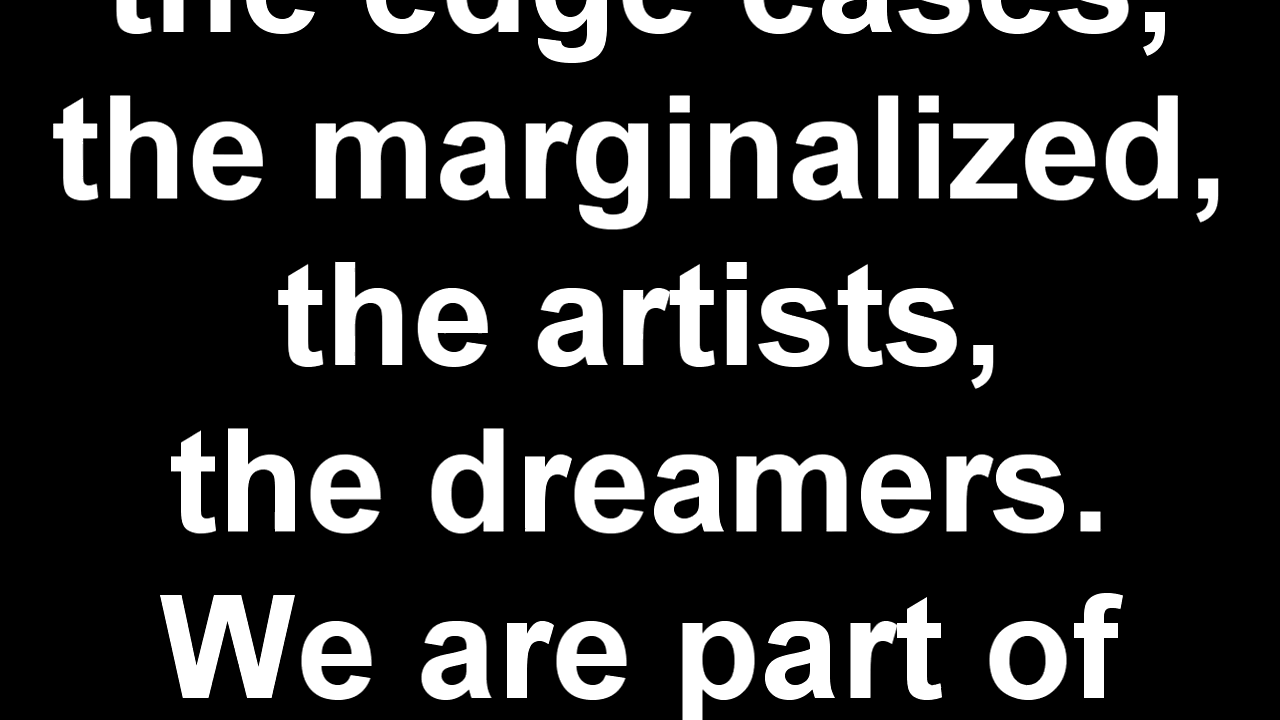 the edge cases,
the marginalized,
the artists,
the dreamers.
We are part of